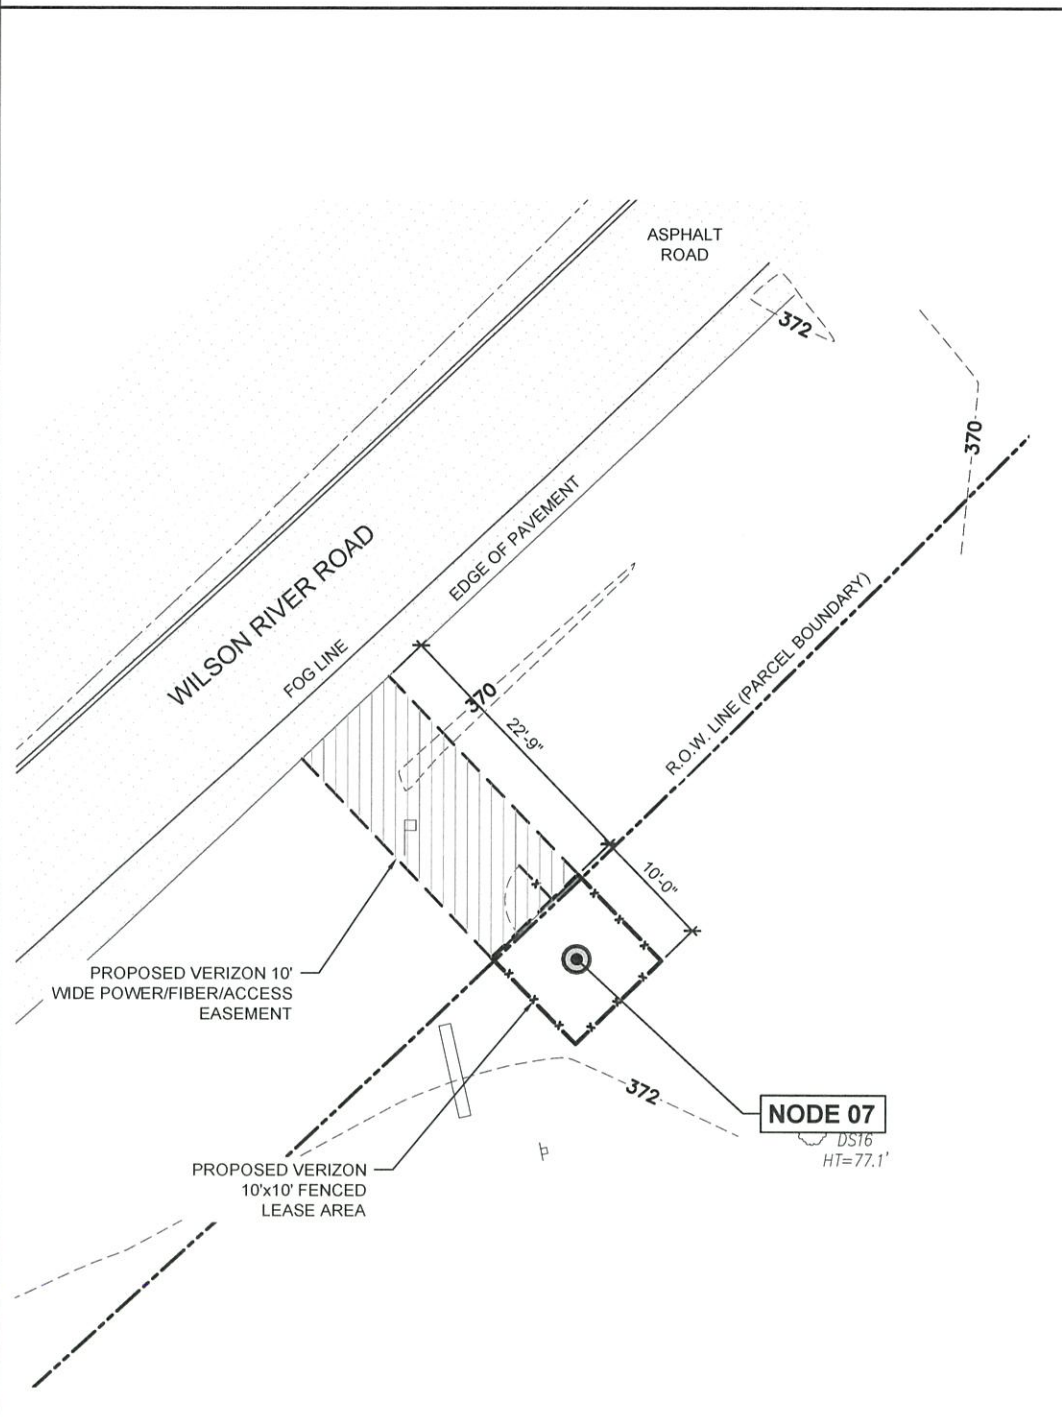 ASPHALT
ROAD
372
370
EDGE OF PAVEMENT
WILSON RIVER ROAD
R.O.W. LINE (PARCEL BOUNDARY)
FOG LINE
370
22'-9"
10'-0"
PROPOSED VERIZON 10'
WIDE POWER/FIBER/ACCESS
EASEMENT
372
NODE 07
DS16
HT=77.1'
PROPOSED VERIZON
10'x10' FENCED
LEASE AREA